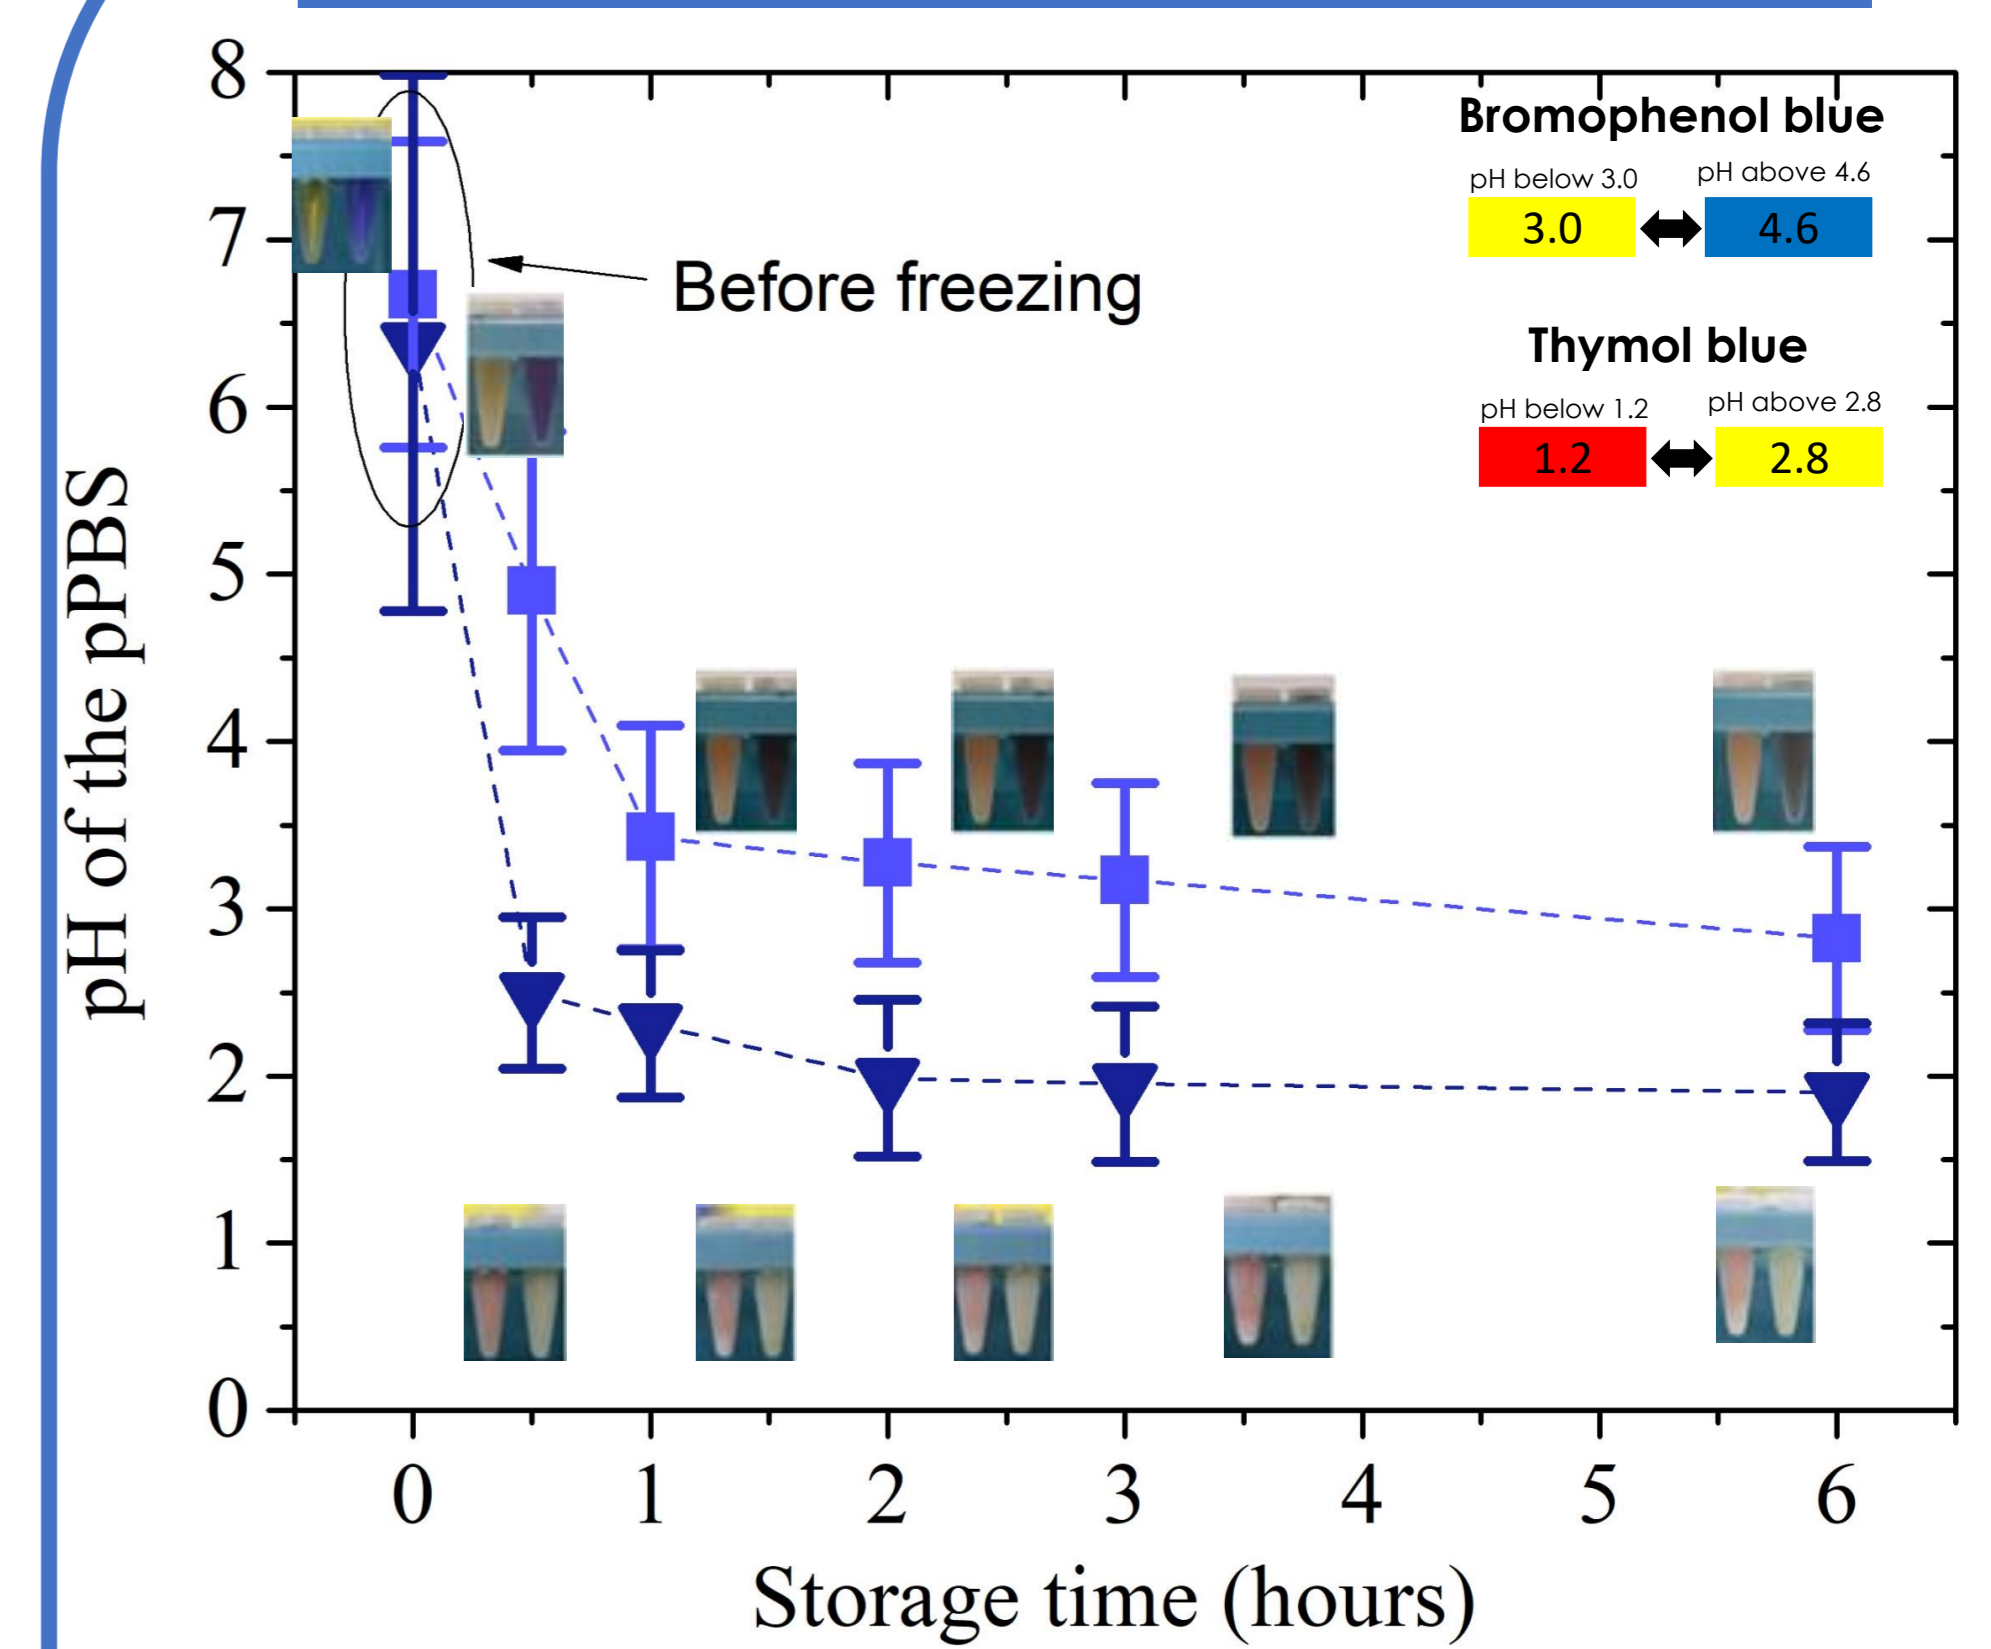 8
7
6
5
4
3
2
1
0
pH of the pPBS
Before freezing
Bromophenol blue
pH below 3.0 pH above 4.6
3.0 4.6
Thymol blue
pH below 1.2 pH above 2.8
1.2 2.8
0 1 2 3 4 5 6
Storage time (hours)